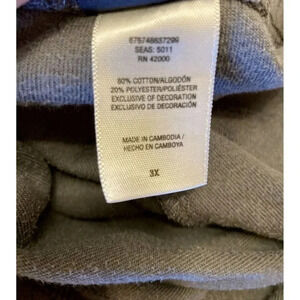 675748657299
SEAS: 5011
RN 42000
80% COTTON/ALGODÓN
20% POLYESTER/POLIÉSTER
EXCLUSIVE OF DECORATION
EXCLUSIVO DE DECORACIÓN
MADE IN CAMBODIA /
HECHO EN CAMBOYA
3X